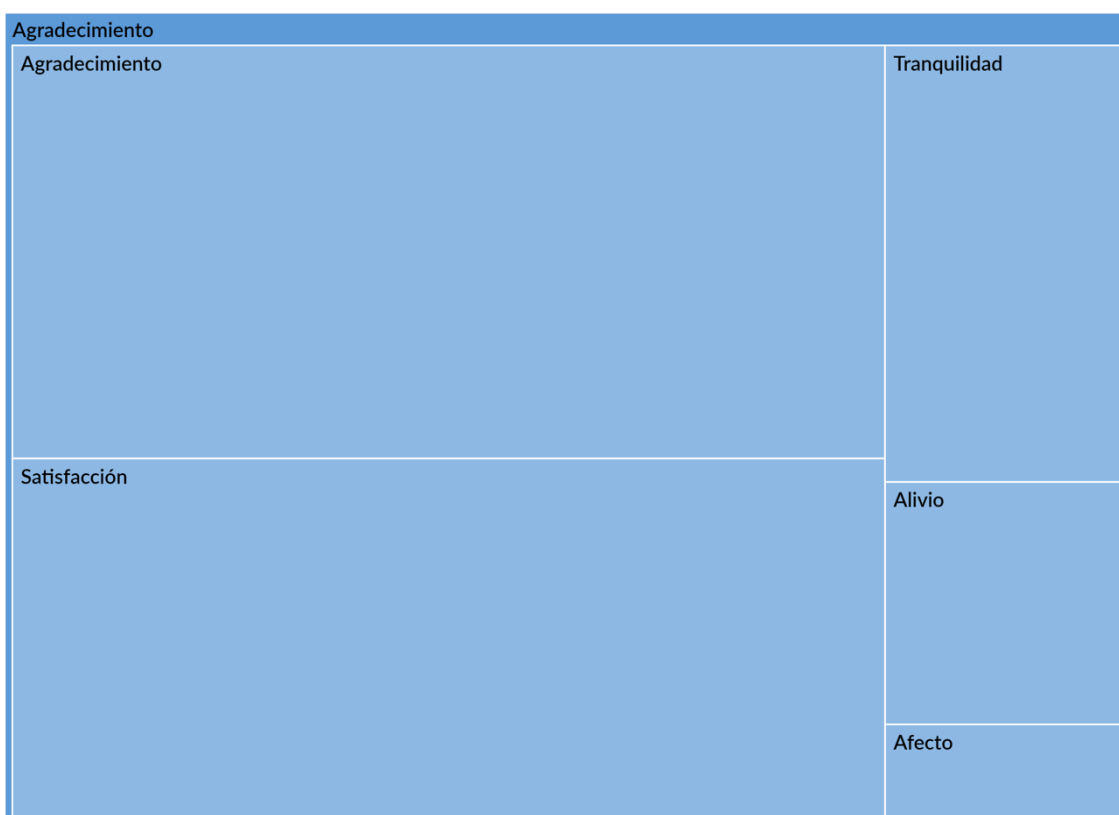 Agradecimiento
Agradecimiento
Tranquilidad
Satisfacción
Alivio
Afecto